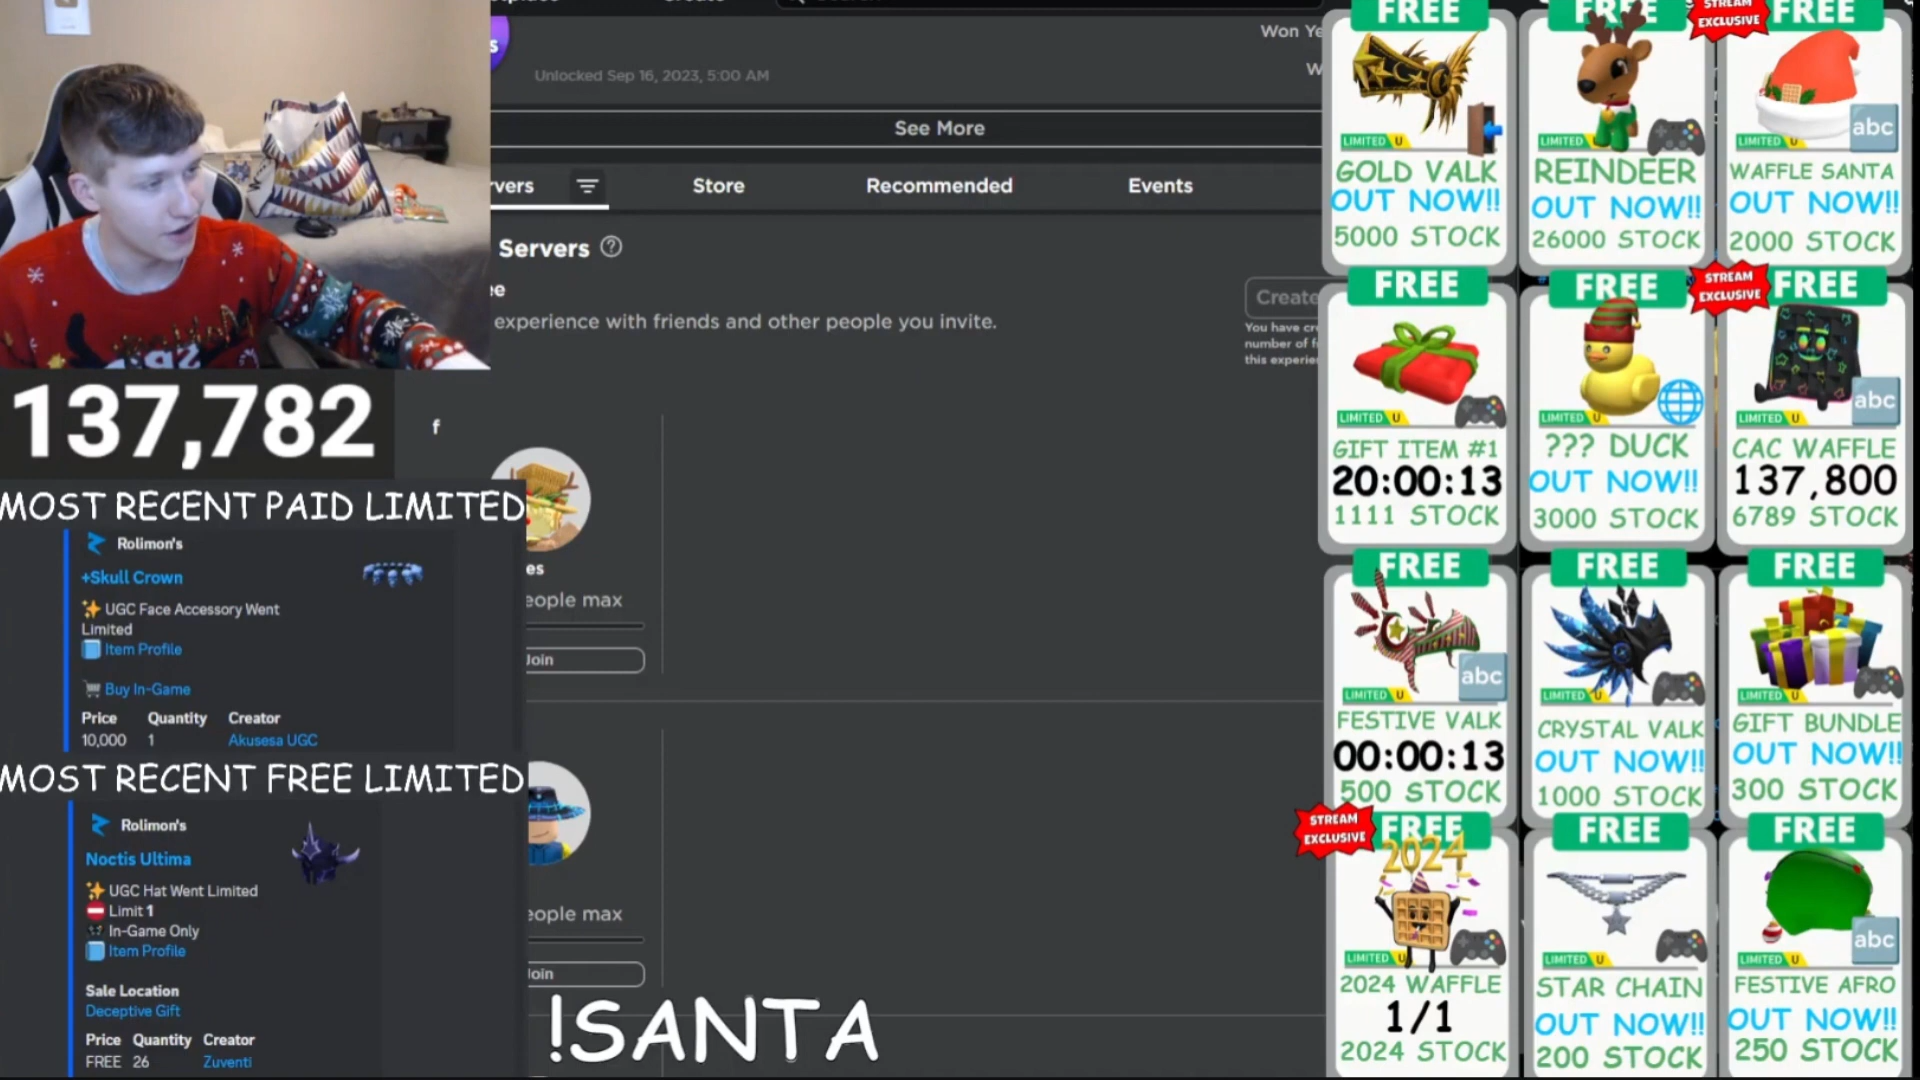 Won Ye
Unlocked Sep 16, 2023, 5:00 AM
See More
rvers
Store
Recommended
Events
Servers
ee
Create
experience with friends and other people you invite.
You have cr
number of f
this experie
137,782
f
MOST RECENT PAID LIMITED
Rolimon's
+Skull Crown
UGC Face Accessory Went
Limited
Item Profile
Buy In-Game
Price Quantity Creator
10,000 1 Akusesa UGC
es
eople max
Join
MOST RECENT FREE LIMITED
Rolimon's
Noctis Ultima
UGC Hat Went Limited
Limit 1
In-Game Only
Item Profile
Sale Location
Deceptive Gift
Price Quantity Creator
FREE 26 Zuventi
eople max
Join
!SANTA
FREE
LIMITED U
GOLD VALK
OUT NOW!!
5000 STOCK
FREE
LIMITED U
REINDEER
OUT NOW!!
26000 STOCK
STREAM
EXCLUSIVE
FREE
abc
LIMITED U
WAFFLE SANTA
OUT NOW!!
2000 STOCK
FREE
LIMITED U
GIFT ITEM #1
20:00:13
1111 STOCK
FREE
LIMITED U
??? DUCK
OUT NOW!!
3000 STOCK
STREAM
EXCLUSIVE
FREE
abc
LIMITED U
CAC WAFFLE
137,800
6789 STOCK
FREE
abc
LIMITED U
FESTIVE VALK
00:00:13
500 STOCK
FREE
LIMITED U
CRYSTAL VALK
OUT NOW!!
1000 STOCK
FREE
LIMITED U
GIFT BUNDLE
OUT NOW!!
300 STOCK
STREAM
EXCLUSIVE
FREE
2024
LIMITED U
2024 WAFFLE
1/1
2024 STOCK
FREE
LIMITED U
STAR CHAIN
OUT NOW!!
200 STOCK
FREE
abc
LIMITED U
FESTIVE AFRO
OUT NOW!!
250 STOCK